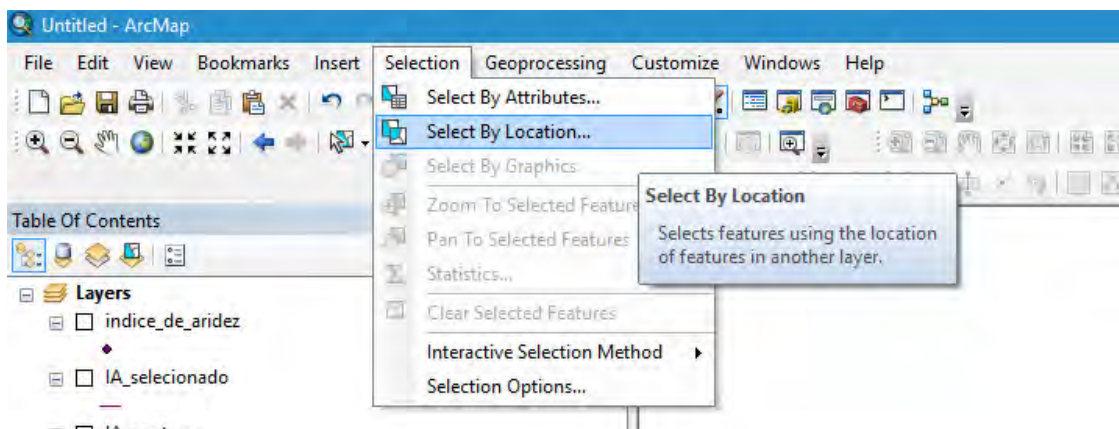 Untitled - ArcMap
File Edit View Bookmarks Insert Selection Geoprocessing Customize Windows Help
Select By Attributes...
Select By Location...
Select By Graphics
Zoom To Selected Feature
Pan To Selected Features
Statistics...
Clear Selected Features
Interactive Selection Method
Selection Options...
Select By Location
Selects features using the location
of features in another layer.
Table Of Contents
Layers
indice_de_aridez
IA_selecionado